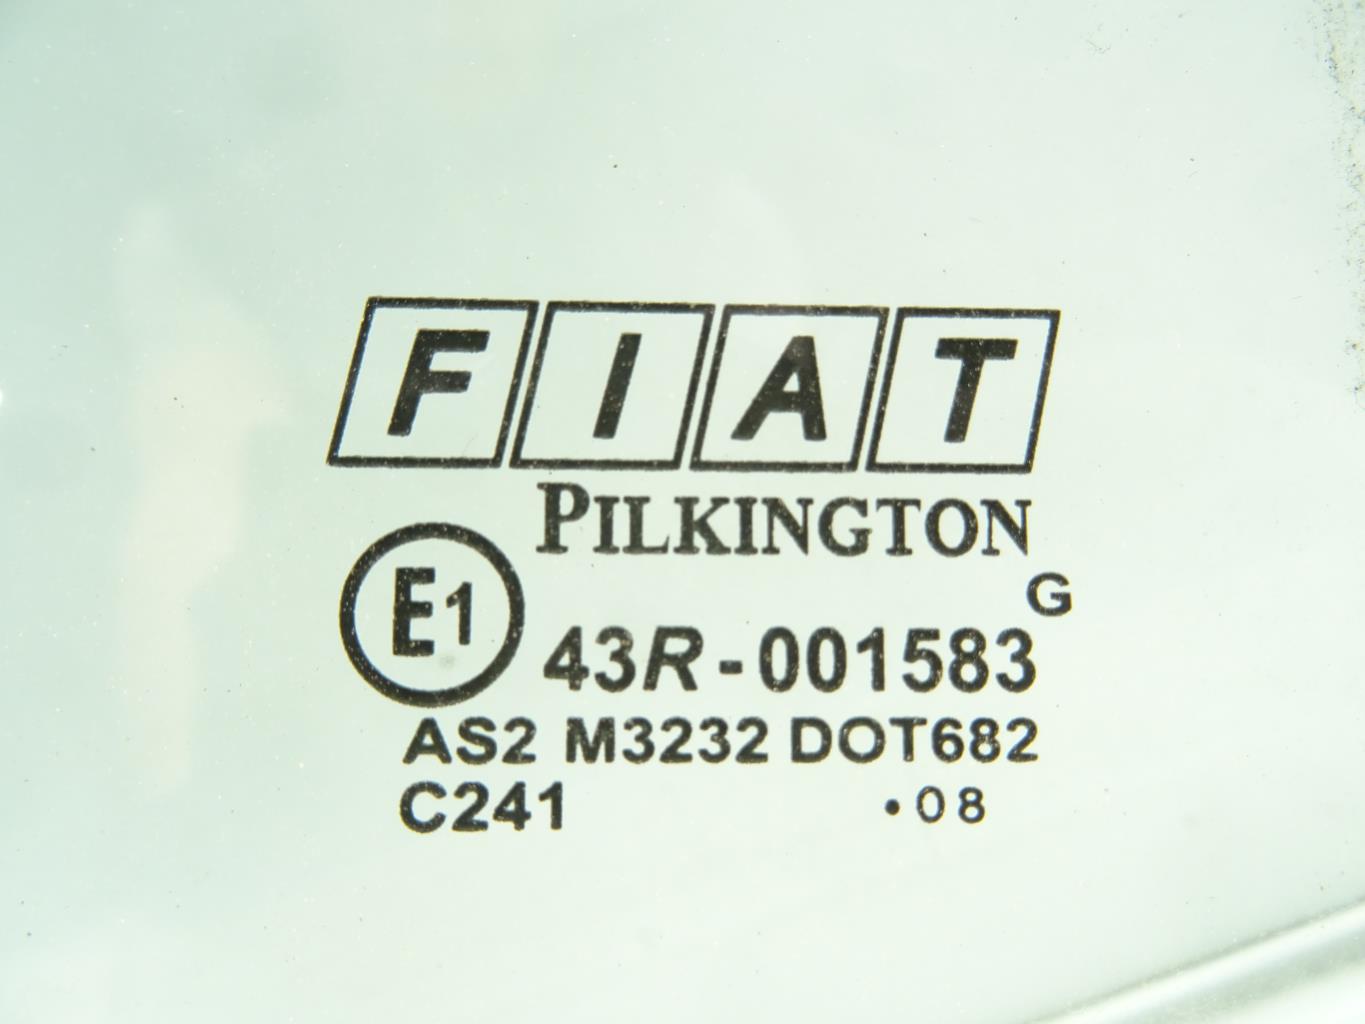 FIAT
PILKINGTON
E1
G
43R-001583
AS2 M3232 DOT682
C241 •08